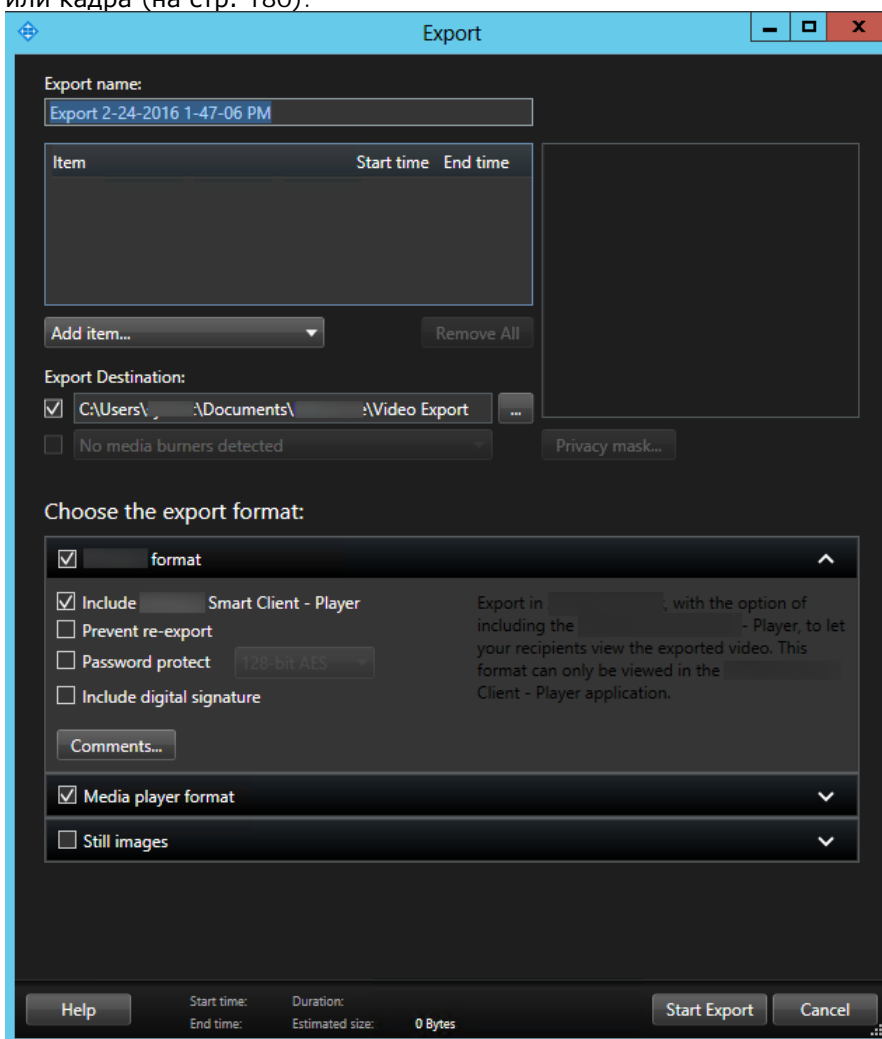 или кадра (на стр. 180).
Export
Export name:
Export 2-24-2016 1-47-06 PM
Item Start time End time
Add item... Remove All
Export Destination:
C:\Users\ :\Documents\ :\Video Export ...
No media burners detected
Privacy mask...
Choose the export format:
format
Include Smart Client - Player
Prevent re-export
Password protect 128-bit AES
Include digital signature
Export in , with the option of
including the - Player, to let
your recipients view the exported video. This
format can only be viewed in the
Client - Player application.
Comments...
Media player format
Still images
Help
Start time: Duration:
End time: Estimated size: 0 Bytes
Start Export Cancel